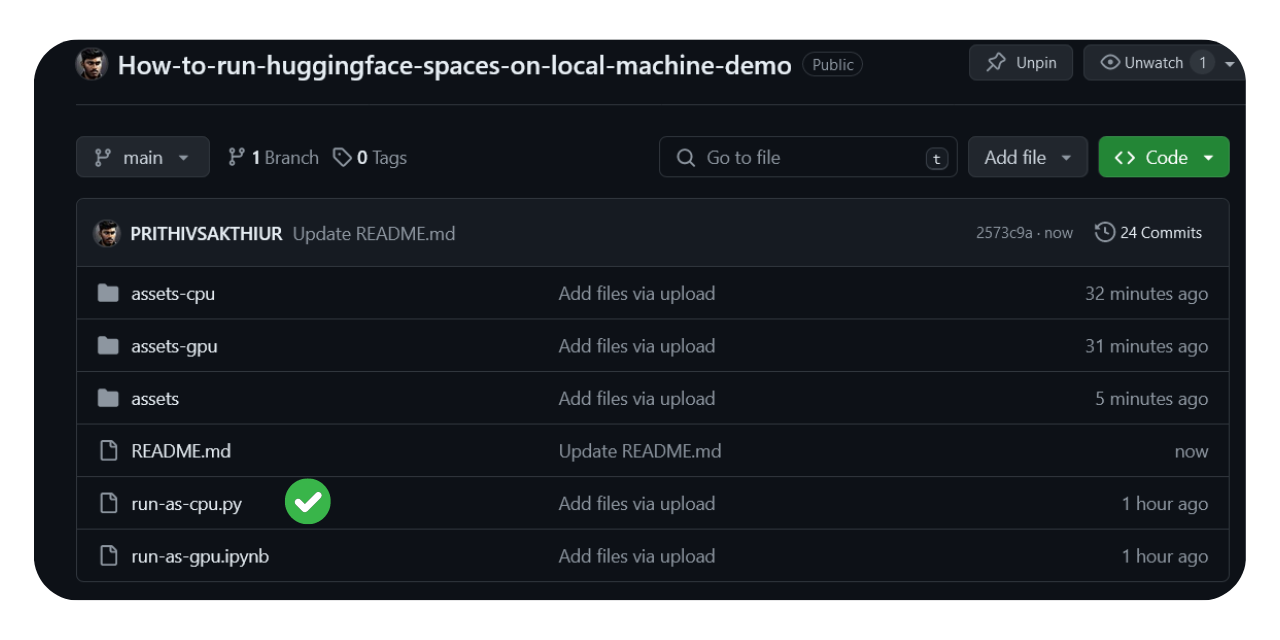 How-to-run-huggingface-spaces-on-local-machine-demo Public Unpin Unwatch 1
main 1 Branch 0 Tags Go to file t Add file Code
PRITHIVSAKTHIUR Update README.md 2573c9a · now 24 Commits
assets-cpu Add files via upload 32 minutes ago
assets-gpu Add files via upload 31 minutes ago
assets Add files via upload 5 minutes ago
README.md Update README.md now
run-as-cpu.py Add files via upload 1 hour ago
run-as-gpu.ipynb Add files via upload 1 hour ago